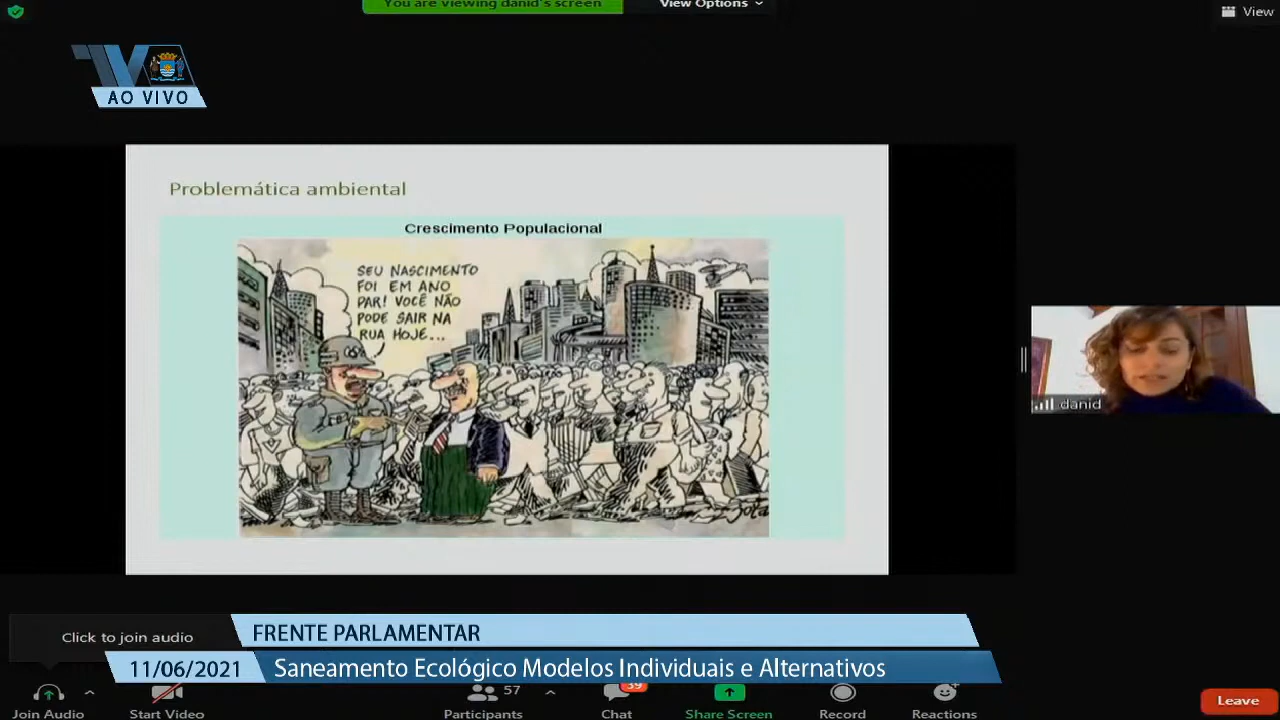 You are viewing danid's screen
View Options
View
TV
AO VIVO
Problemática ambiental
Crescimento Populacional
SEU NASCIMENTO
FOI EM ANO
PAR! VOCÊ NÃO
PODE SAIR NA
RUA HOJE...
danid
Click to join audio
FRENTE PARLAMENTAR
11/06/2021
Saneamento Ecológico Modelos Individuais e Alternativos
57
39
Join Audio
Start Video
Participants
Chat
Share Screen
Record
Reactions
Leave